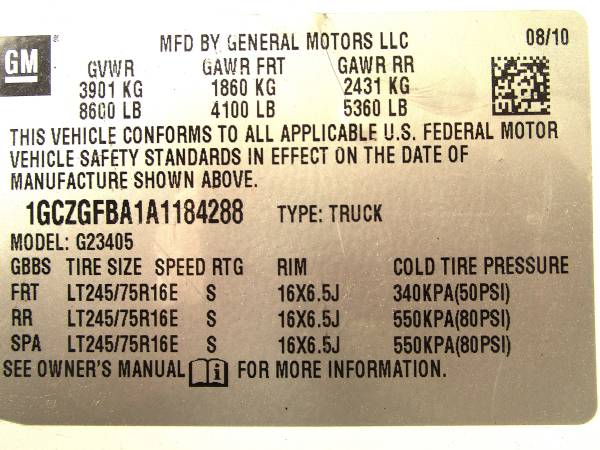 GM
MFD BY GENERAL MOTORS LLC 08/10
GVWR GAWR FRT GAWR RR
3901 KG 1860 KG 2431 KG
8600 LB 4100 LB 5360 LB
THIS VEHICLE CONFORMS TO ALL APPLICABLE U.S. FEDERAL MOTOR
VEHICLE SAFETY STANDARDS IN EFFECT ON THE DATE OF
MANUFACTURE SHOWN ABOVE.
1GCZGFBA1A1184288 TYPE: TRUCK
MODEL: G23405
GBBS TIRE SIZE SPEED RTG RIM COLD TIRE PRESSURE
FRT LT245/75R16E S 16X6.5J 340KPA(50PSI)
RR LT245/75R16E S 16X6.5J 550KPA(80PSI)
SPA LT245/75R16E S 16X6.5J 550KPA(80PSI)
SEE OWNER'S MANUAL i FOR MORE INFORMATION.